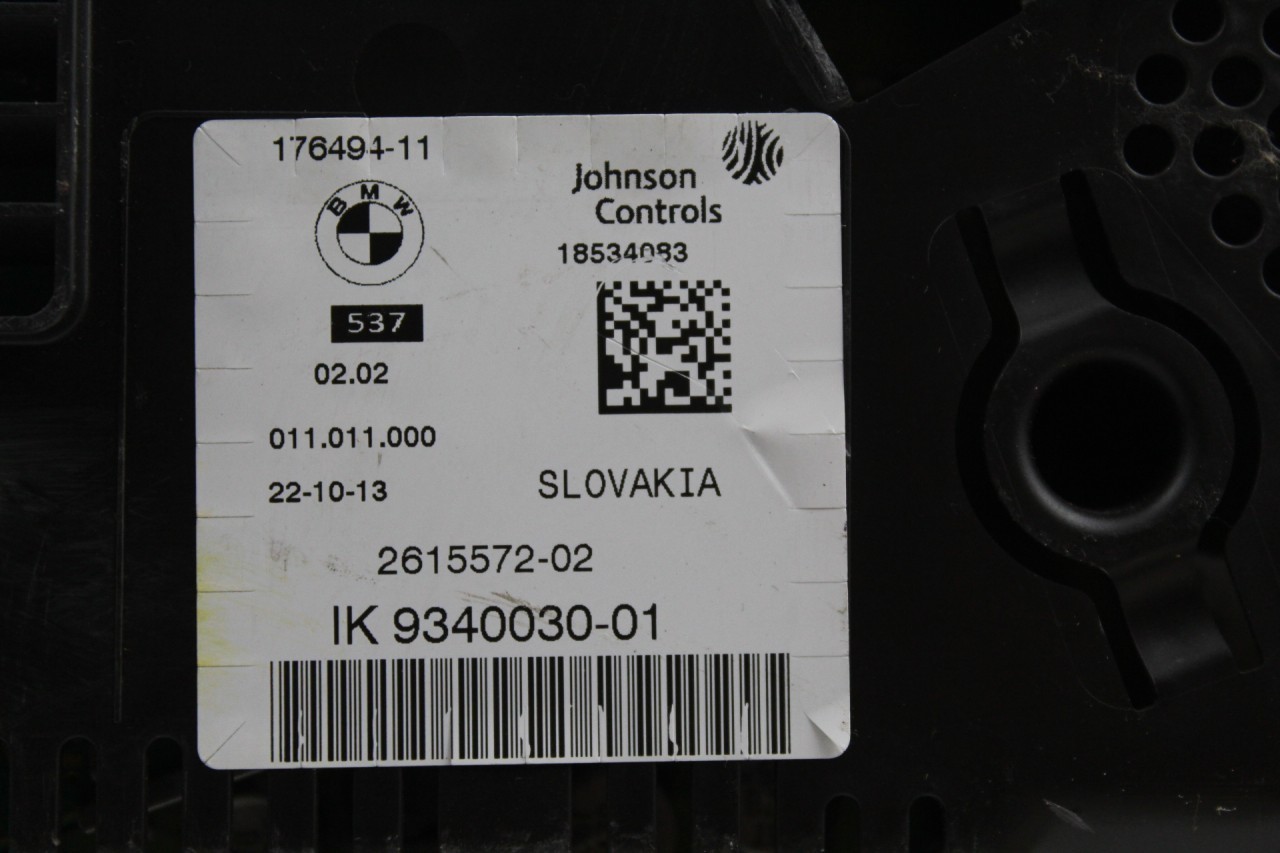 176494-11
BMW
Johnson
Controls
18534083
537
02.02
011.011.000
22-10-13
SLOVAKIA
2615572-02
IK 9340030-01